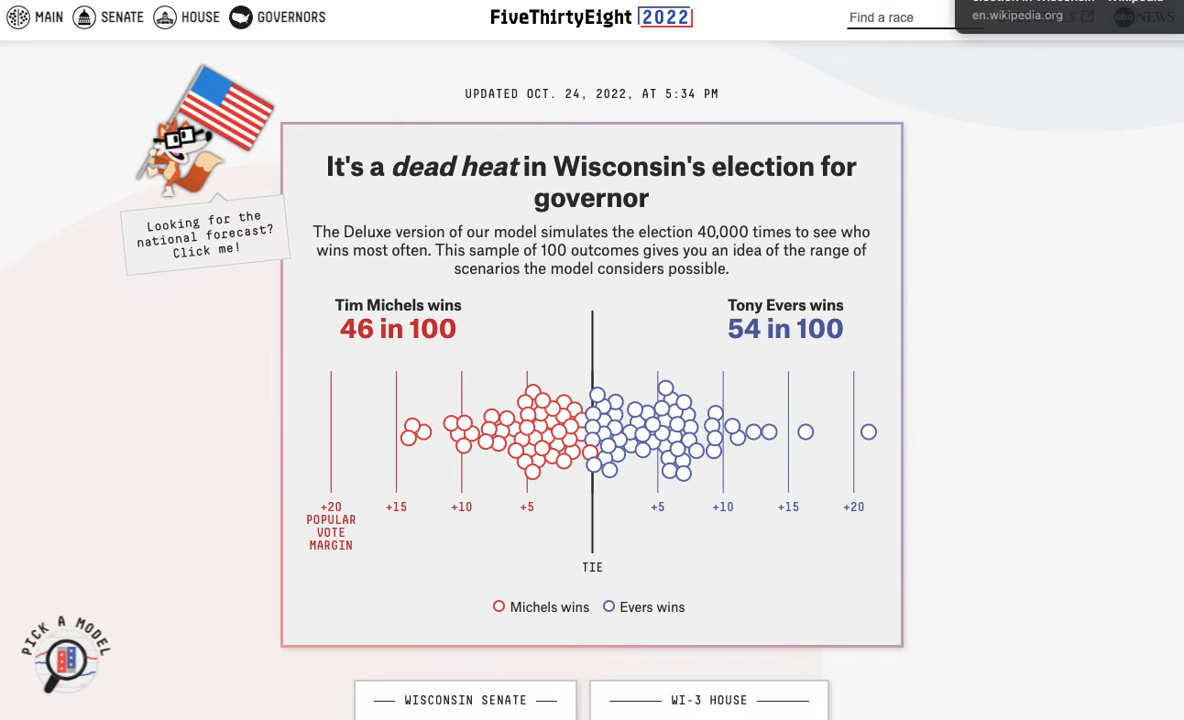 MAIN SENATE HOUSE GOVERNORS
FiveThirtyEight 2022
Find a race
en.wikipedia.org
NEWS
UPDATED OCT. 24, 2022, AT 5:34 PM
Looking for the
national forecast?
Click me!
It's a dead heat in Wisconsin's election for
governor
The Deluxe version of our model simulates the election 40,000 times to see who
wins most often. This sample of 100 outcomes gives you an idea of the range of
scenarios the model considers possible.
Tim Michels wins
46 in 100
Tony Evers wins
54 in 100
+20 +15 +10 +5 +5 +10 +15 +20
POPULAR
VOTE
MARGIN
TIE
Michels wins Evers wins
PICK A MODEL
WISCONSIN SENATE
WI-3 HOUSE